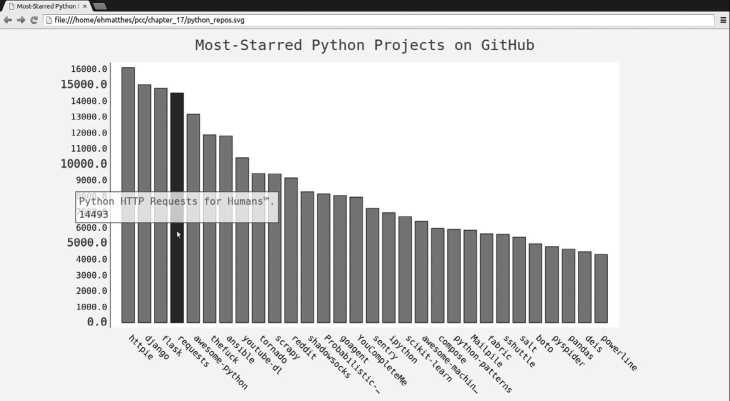 Most-Starred Python
file:///home/ehmatthes/pcc/chapter_17/python_repos.svg
Most-Starred Python Projects on GitHub
16000.0
15000.0
14000.0
13000.0
12000.0
11000.0
10000.0
9000.0
Python HTTP Requests for Humans™.
14493
6000.0
5000.0
4000.0
3000.0
2000.0
1000.0
0.0
httpie
django
flask
requests
awesome-python
thefuck
ansible
youtube-dl
tornado
scrapy
reddit
shadowsocks
Probabilistic-…
goagent
YouCompleteMe
sentry
ipython
scikit-learn
awesome-machin…
compose
python-patterns
Mailpile
fabric
sshuttle
salt
boto
pyspider
pandas
deis
powerline